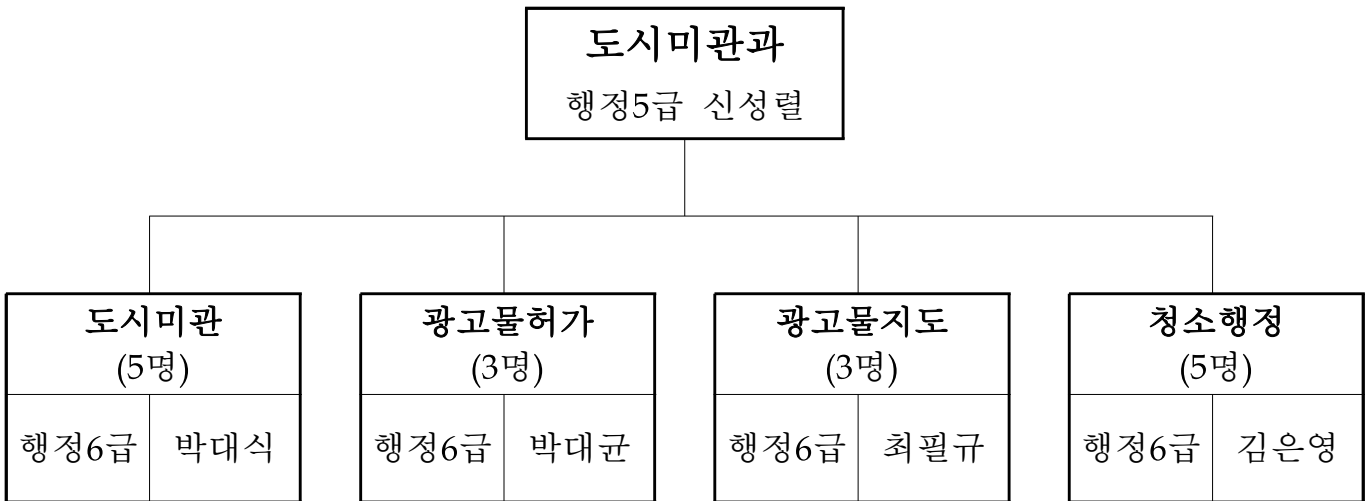 도시미관과
행정5급 신성렬
도시미관
(5명)
행정6급 박대식
광고물허가
(3명)
행정6급 박대균
광고물지도
(3명)
행정6급 최필규
청소행정
(5명)
행정6급 김은영